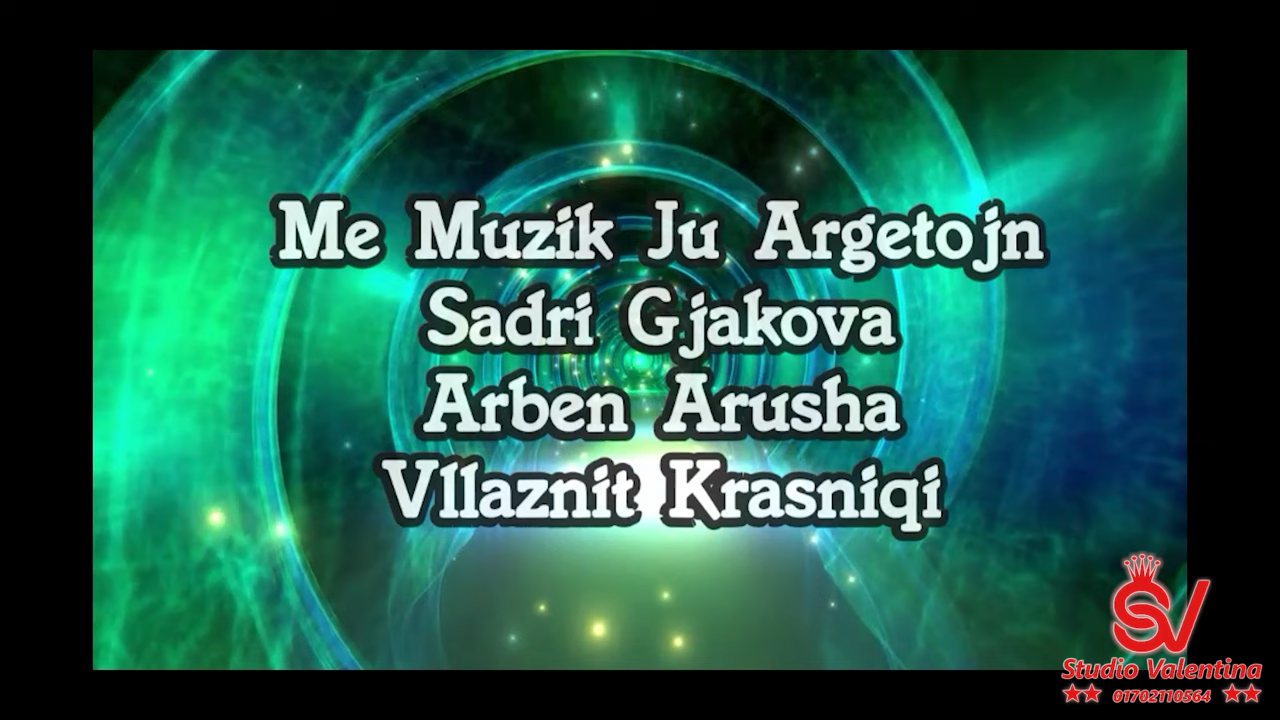 Me Muzik Ju Argetojn
Sadri Gjakova
Arben Arusha
Vllaznit Krasniqi
SV
Studio Valentina
01702110564